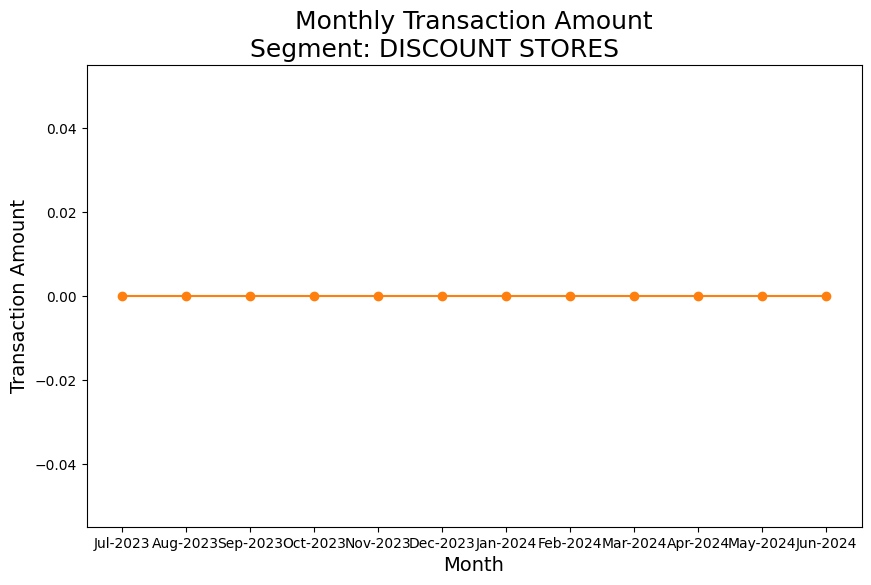 Monthly Transaction Amount
Segment: DISCOUNT STORES
Transaction Amount
0.04
0.02
0.00
−0.02
−0.04
Jul-2023 Aug-2023 Sep-2023 Oct-2023 Nov-2023 Dec-2023 Jan-2024 Feb-2024 Mar-2024 Apr-2024 May-2024 Jun-2024
Month